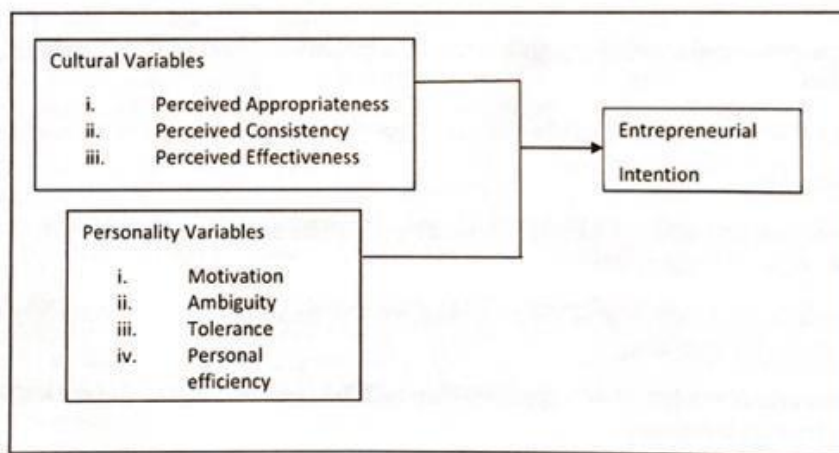 Cultural Variables
i. Perceived Appropriateness
ii. Perceived Consistency
iii. Perceived Effectiveness
Entrepreneurial
Intention
Personality Variables
i. Motivation
ii. Ambiguity
iii. Tolerance
iv. Personal
efficiency